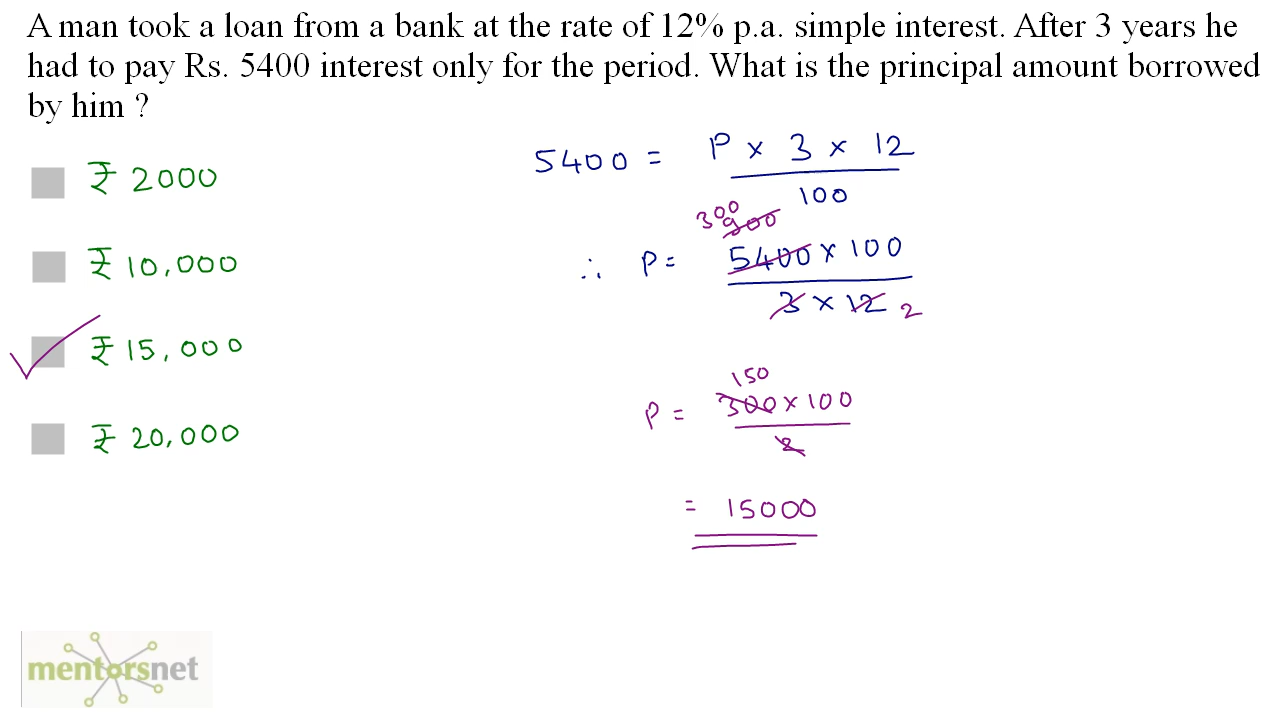 A man took a loan from a bank at the rate of 12% p.a. simple interest. After 3 years he
had to pay Rs. 5400 interest only for the period. What is the principal amount borrowed
by him ?
₹ 2000
₹ 10,000
₹ 15,000
₹ 20,000
5400 = P × 3 × 12
100
300 900
∴ P = 5400 × 100
3 × 12 2
150
P = 300 × 100
2
= 15000
mentorsnet